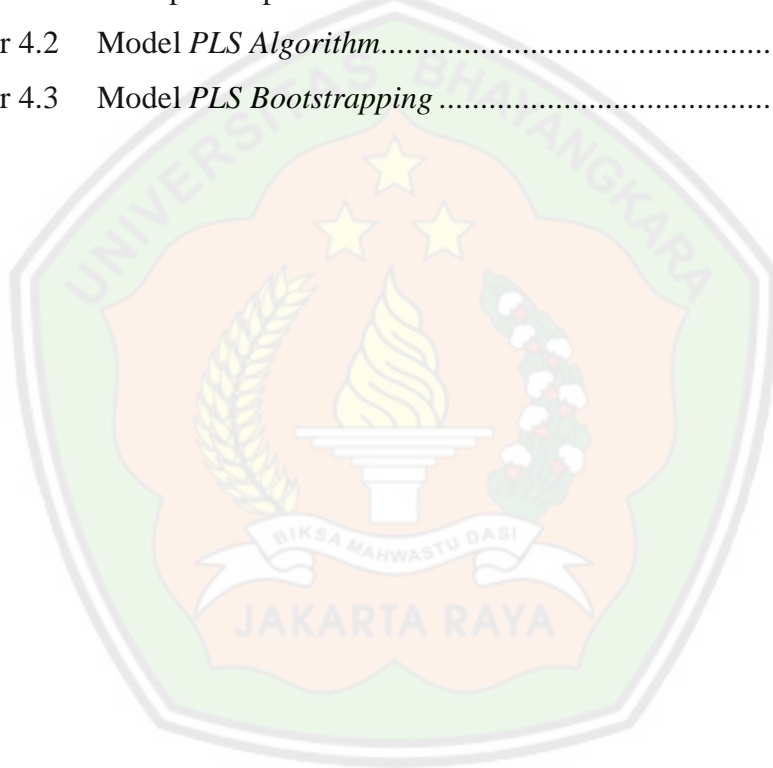 r 4.2 Model PLS Algorithm..................................................
r 4.3 Model PLS Bootstrapping ..........................................
UNIVERSITAS BHAYANGKARA
BIKSA MAHWASTU DASI
JAKARTA RAYA